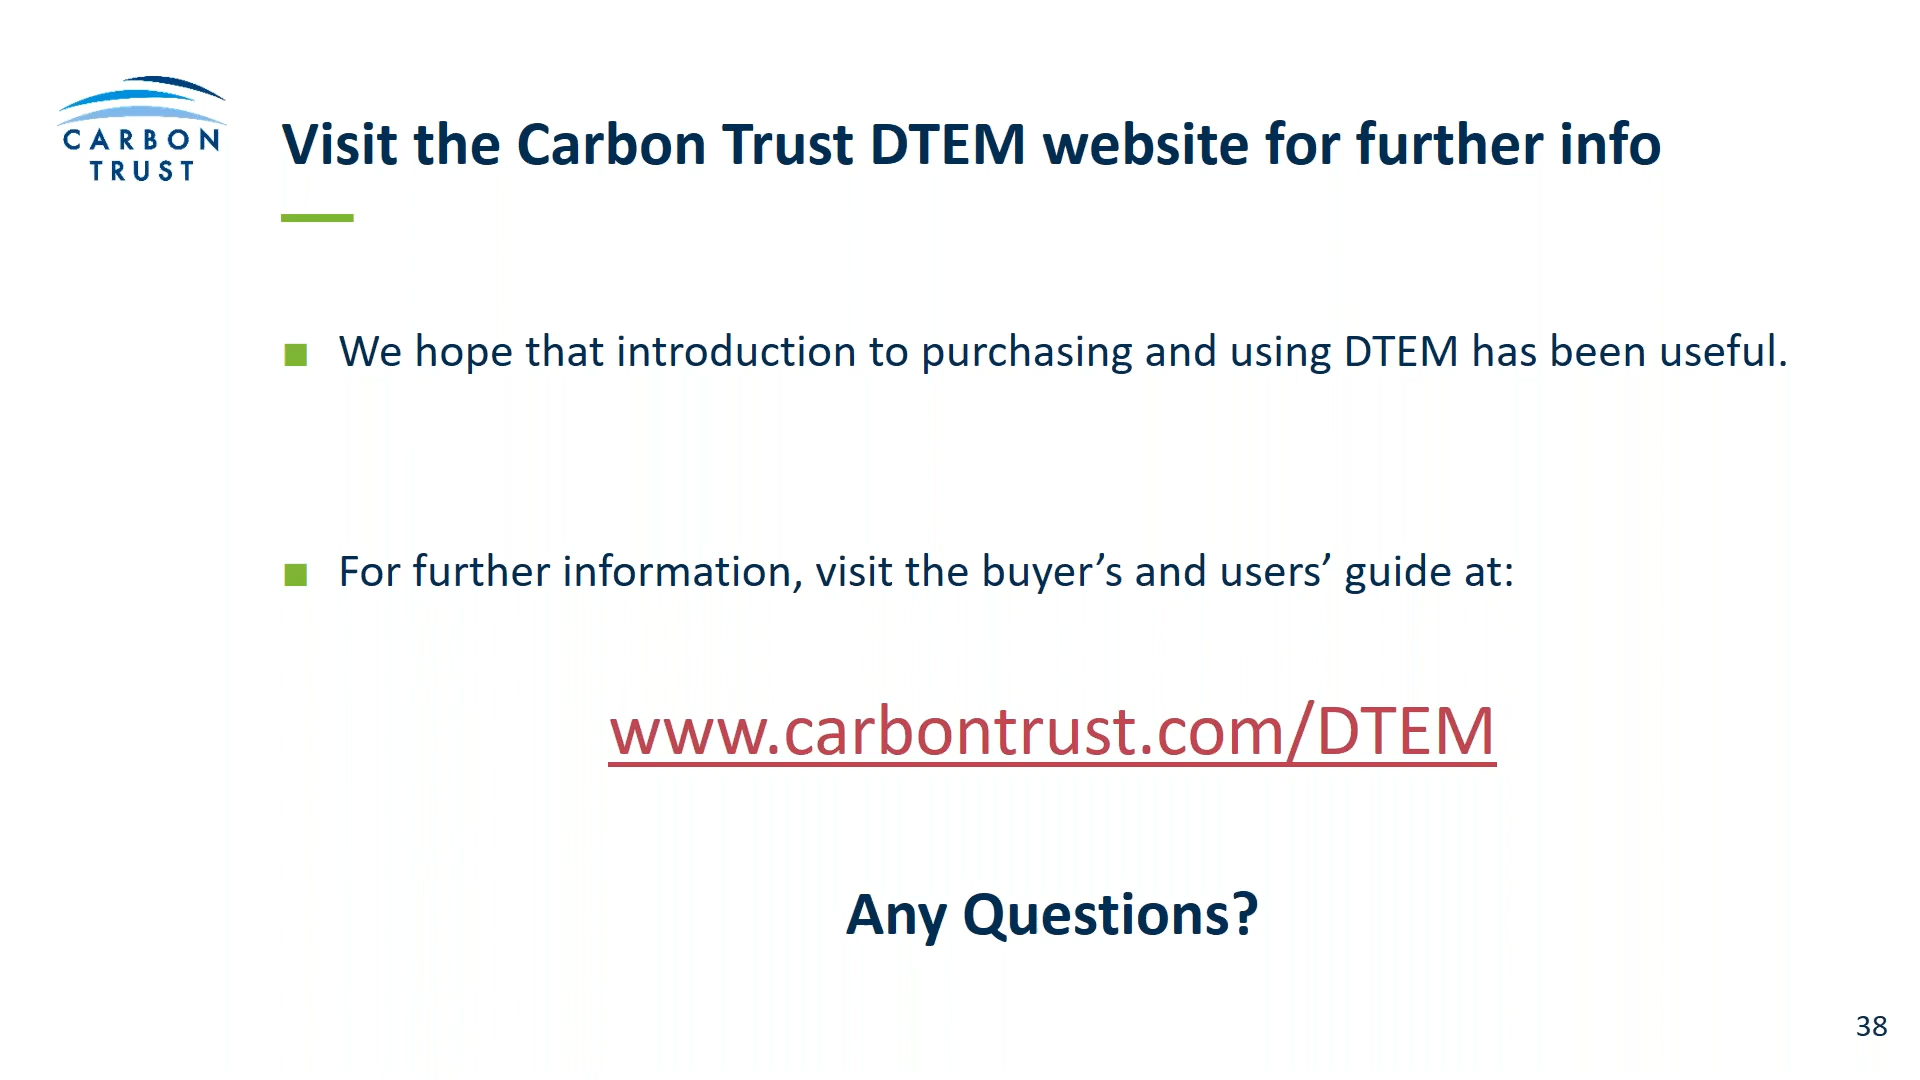 CARBON
TRUST
Visit the Carbon Trust DTEM website for further info
We hope that introduction to purchasing and using DTEM has been useful.
For further information, visit the buyer’s and users’ guide at:
www.carbontrust.com/DTEM
Any Questions?
38